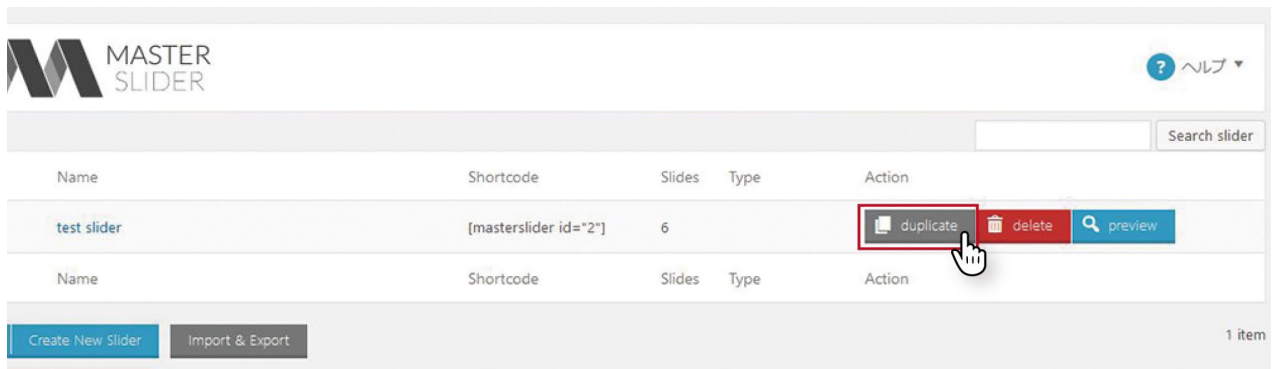 MASTER
SLIDER
? ヘルプ ▼
Search slider
Name Shortcode Slides Type Action
test slider [masterslider id="2"] 6 duplicate delete preview
Name Shortcode Slides Type Action
Create New Slider Import & Export 1 item